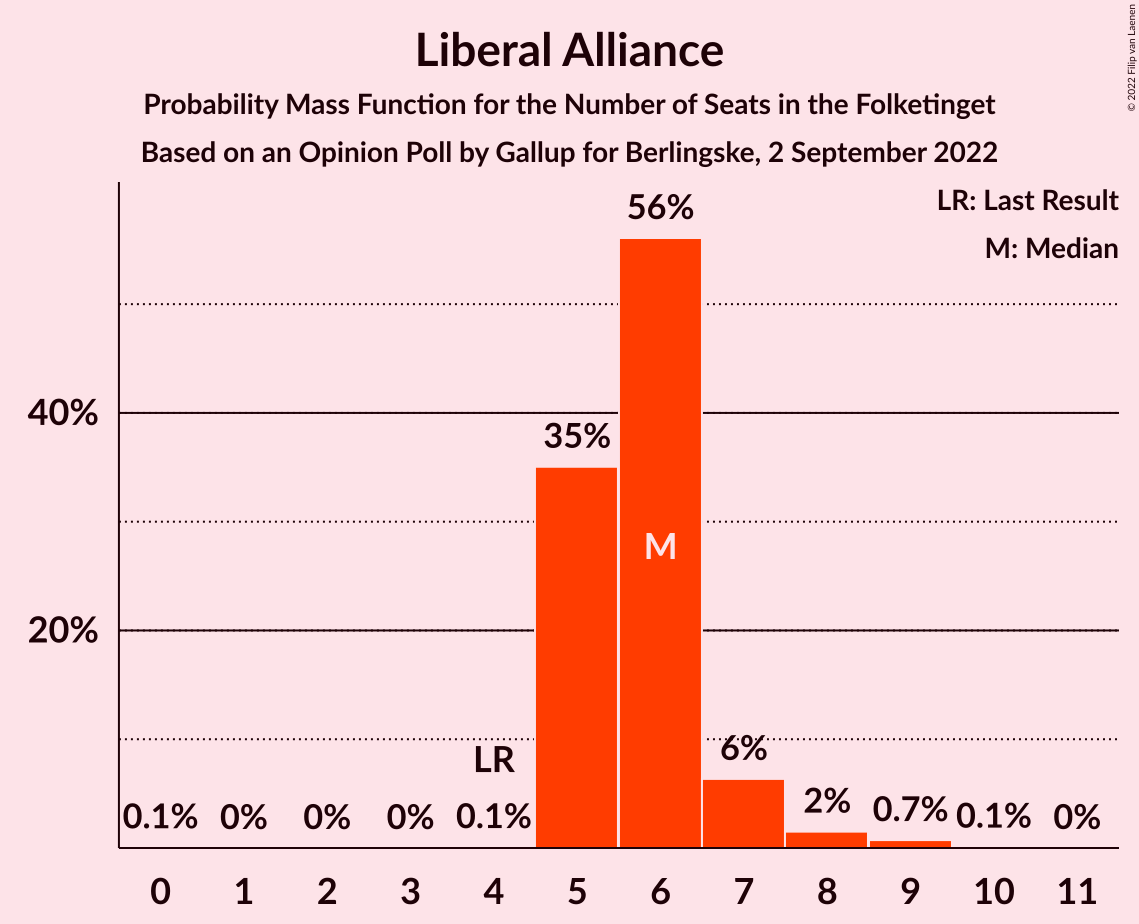 Liberal Alliance
Probability Mass Function for the Number of Seats in the Folketinget
Based on an Opinion Poll by Gallup for Berlingske, 2 September 2022
© 2022 Filip van Laenen
LR: Last Result
M: Median
56%
40%
35%
M
20%
LR
6%
0.1% 0% 0% 0% 0.1% 2% 0.7% 0.1% 0%
0 1 2 3 4 5 6 7 8 9 10 11